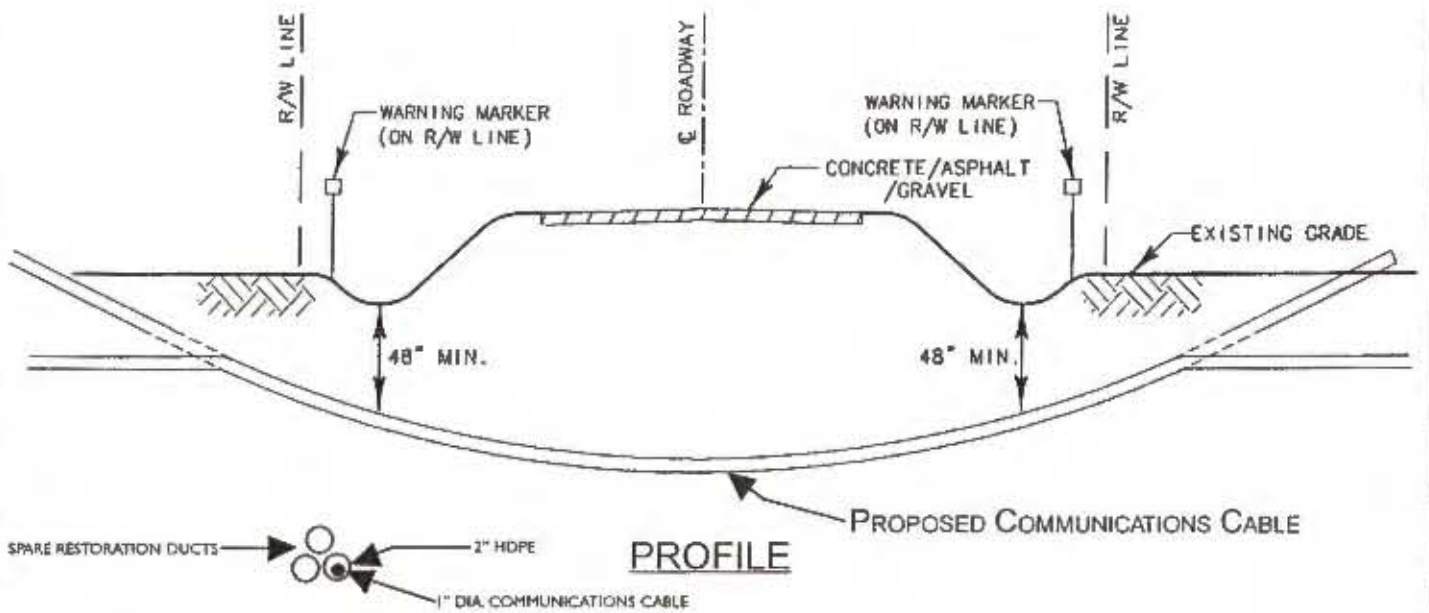 R/W LINE
℄ ROADWAY
R/W LINE
WARNING MARKER
(ON R/W LINE)
WARNING MARKER
(ON R/W LINE)
CONCRETE/ASPHALT
/GRAVEL
EXISTING GRADE
48" MIN.
48" MIN.
PROPOSED COMMUNICATIONS CABLE
SPARE RESTORATION DUCTS
2" HDPE
PROFILE
1" DIA. COMMUNICATIONS CABLE